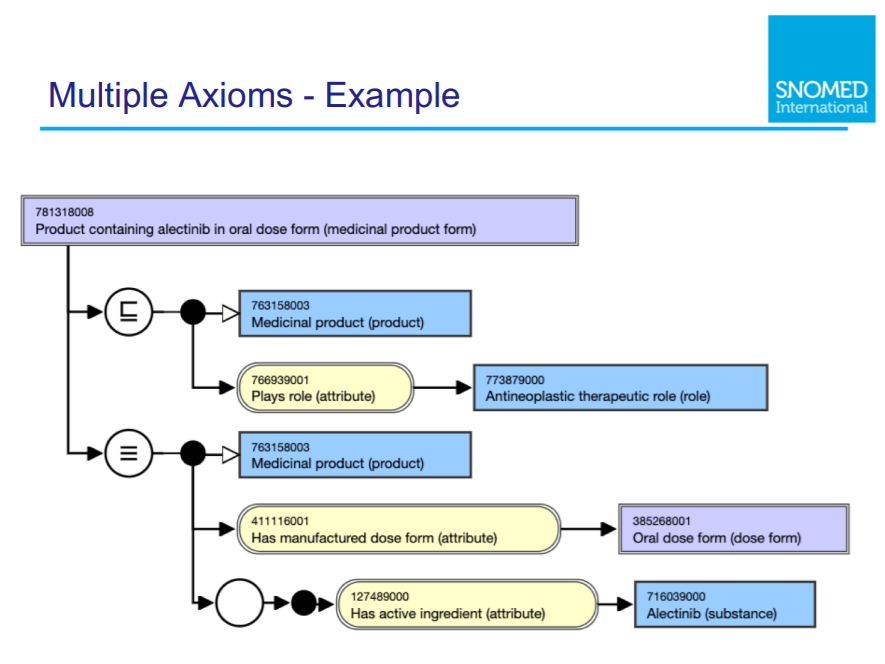 Multiple Axioms - Example
SNOMED
International
781318008
Product containing alectinib in oral dose form (medicinal product form)
⊑
763158003
Medicinal product (product)
766939001
Plays role (attribute)
773879000
Antineoplastic therapeutic role (role)
≡
763158003
Medicinal product (product)
411116001
Has manufactured dose form (attribute)
385268001
Oral dose form (dose form)
127489000
Has active ingredient (attribute)
716039000
Alectinib (substance)